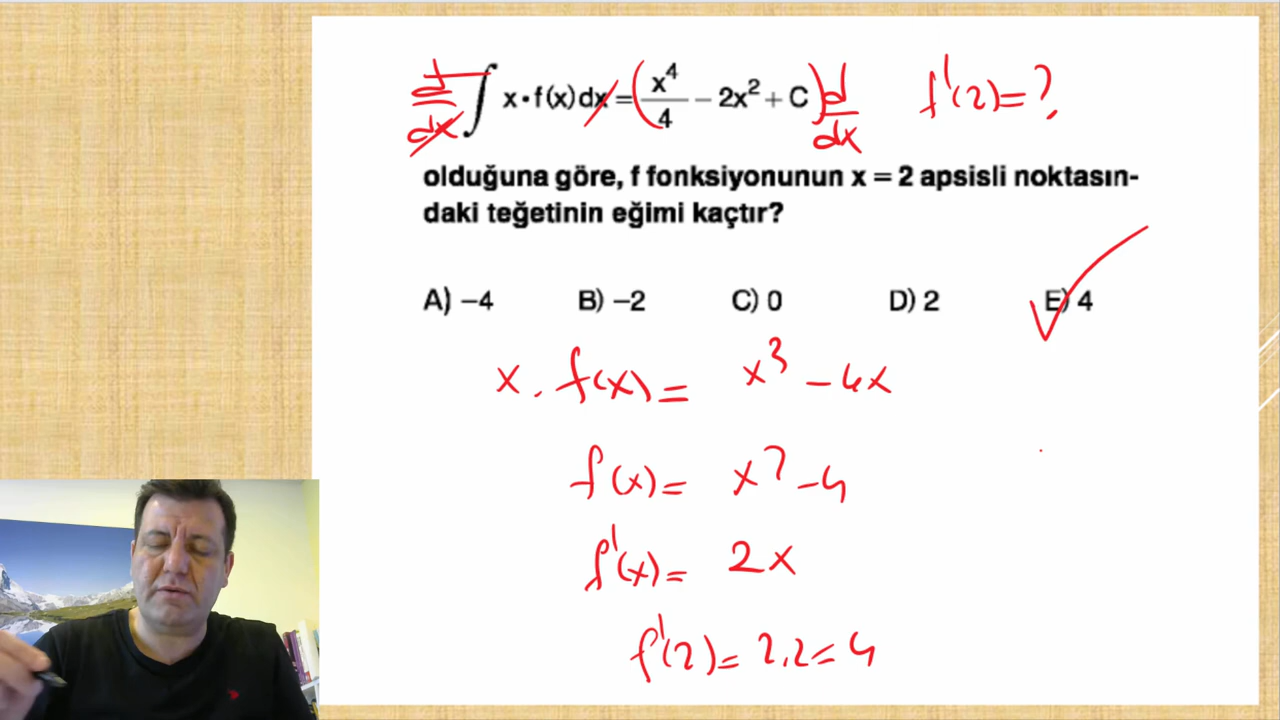 d/dx ∫ x•f(x)dx = (x⁴/4 − 2x² + C) d/dx f'(2)=?
olduğuna göre, f fonksiyonunun x = 2 apsisli noktasın-
daki teğetinin eğimi kaçtır?
A) −4 B) −2 C) 0 D) 2 E) 4
x . f(x) = x³ − 4x
f(x) = x² − 4
f'(x) = 2x
f'(2) = 2.2 = 4